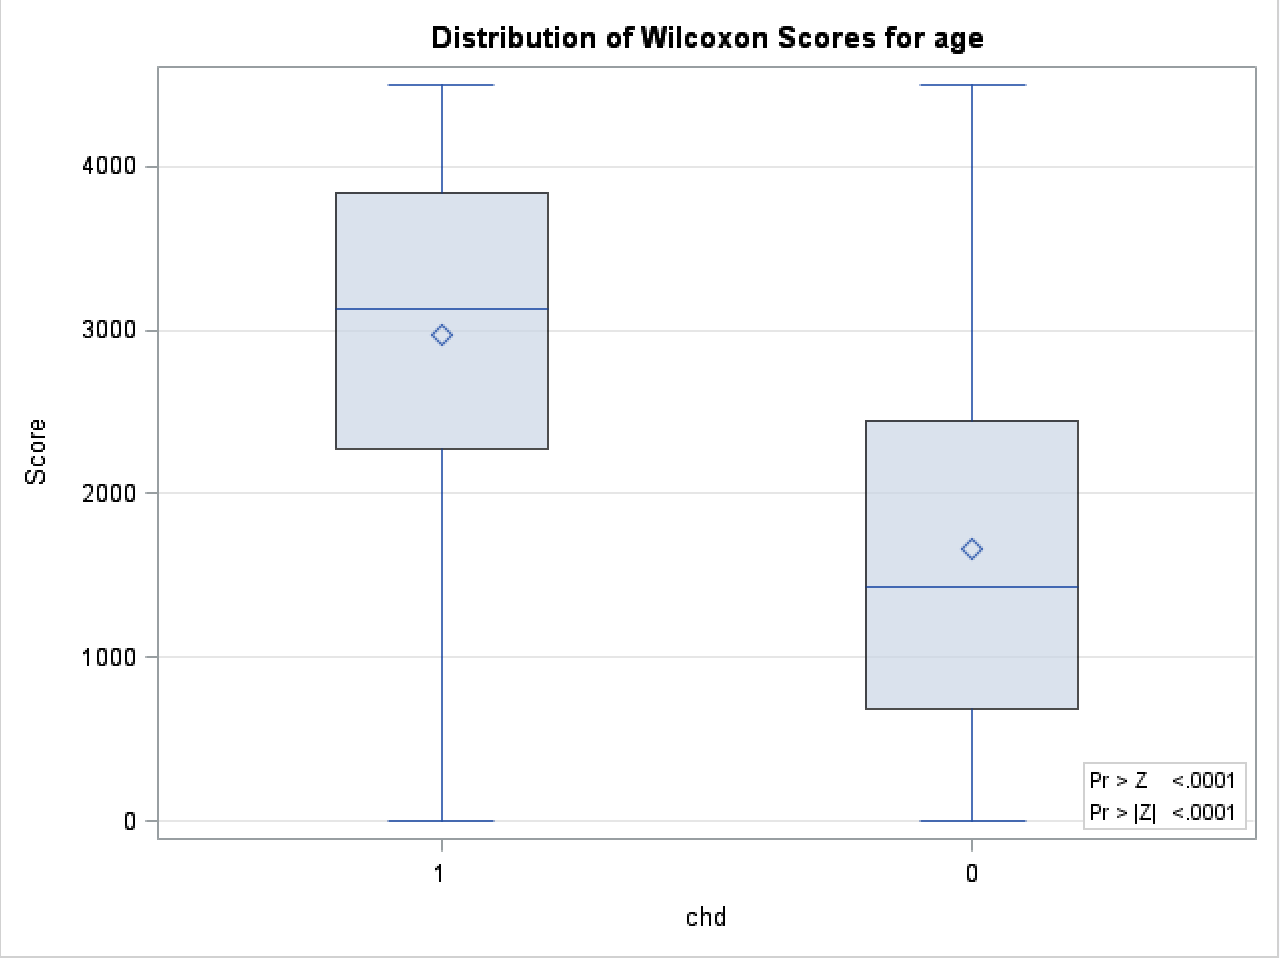 Distribution of Wilcoxon Scores for age
Score
4000
3000
2000
1000
0
Pr > Z <.0001
Pr > |Z| <.0001
1 0
chd